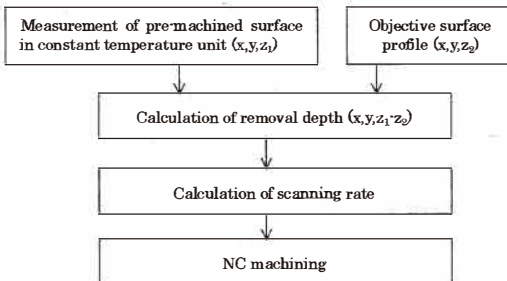 Measurement of pre-machined surface
in constant temperature unit (x,y,z₁)
Objective surface
profile (x,y,z₂)
Calculation of removal depth (x,y,z₁-z₂)
Calculation of scanning rate
NC machining